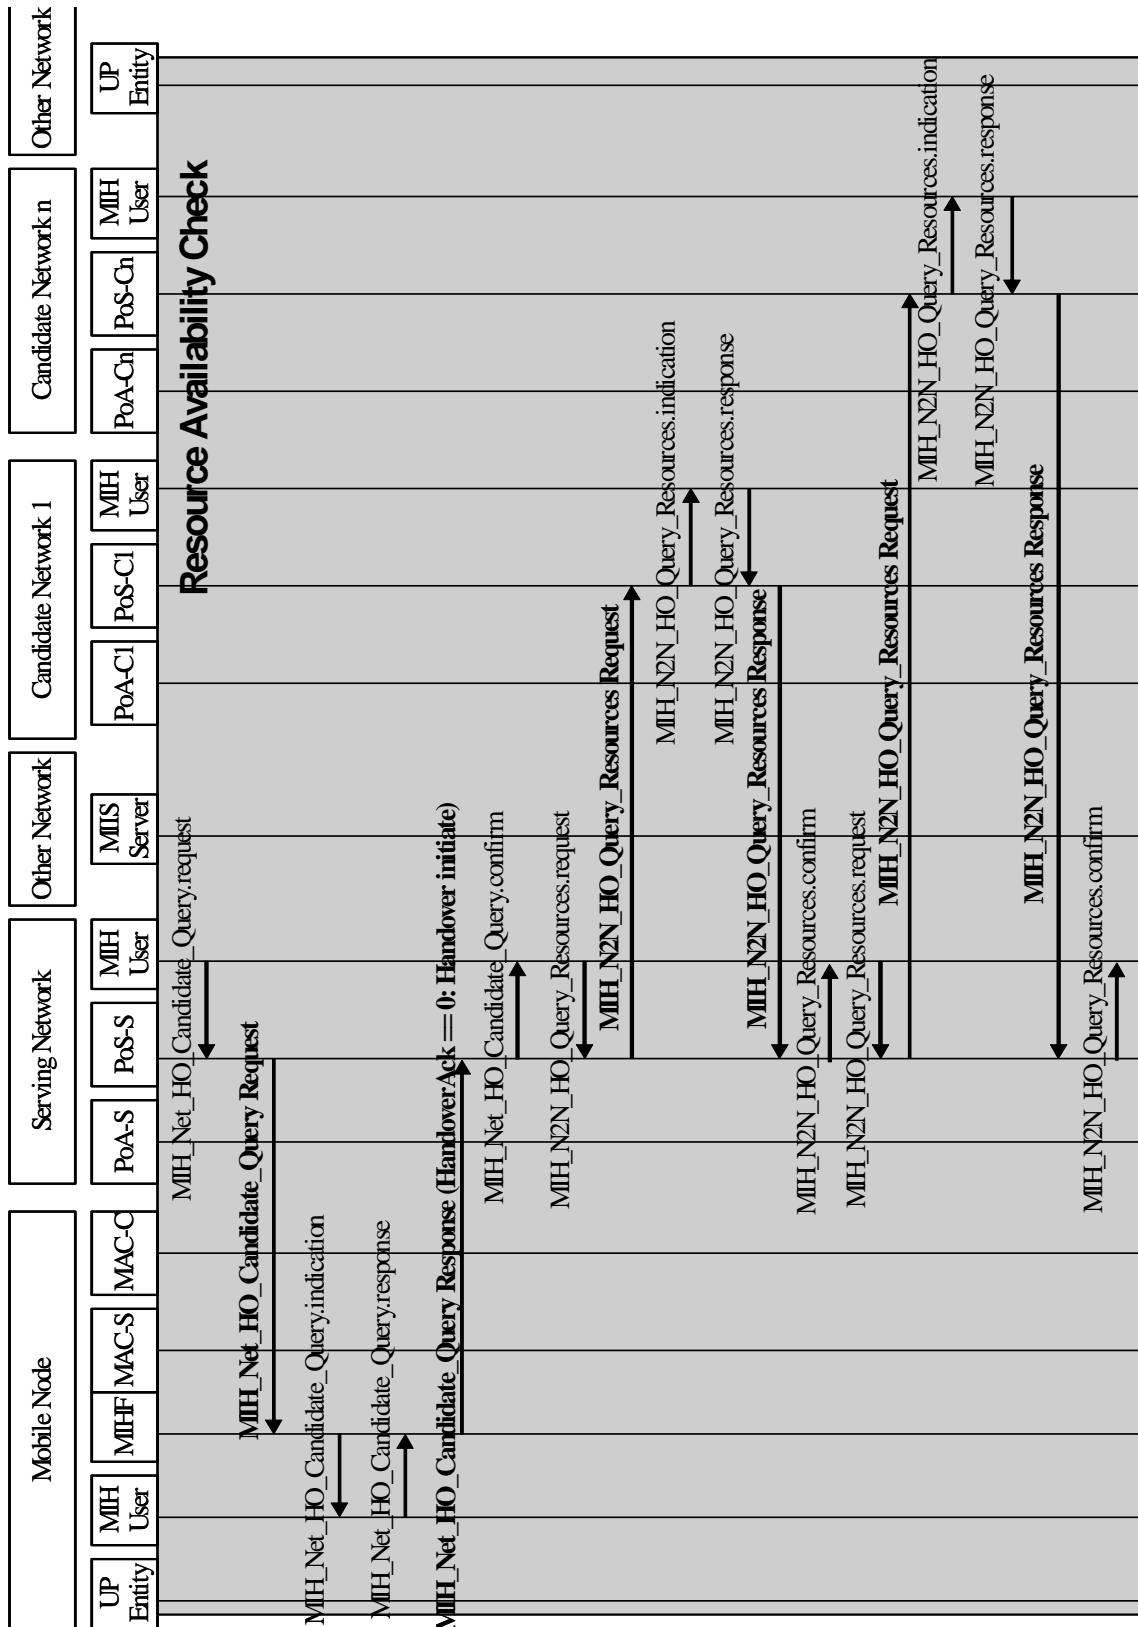 Mobile Node
Serving Network
Other Network
Candidate Network 1
Candidate Network n
Other Network
UP
Entity
MIH
User
MIHF
MAC-S
MAC-C
PoA-S
PoS-S
MIH
User
MIIS
Server
PoA-C1
PoS-C1
MIH
User
PoA-Cn
PoS-Cn
MIH
User
UP
Entity
Resource Availability Check
MIH_Net_HO_Candidate_Query.request
MIH_Net_HO_Candidate_Query Request
MIH_Net_HO_Candidate_Query.indication
MIH_Net_HO_Candidate_Query.response
MIH_Net_HO_Candidate_Query Response (HandoverAck == 0: Handover initiate)
MIH_Net_HO_Candidate_Query.confirm
MIH_N2N_HO_Query_Resources.request
MIH_N2N_HO_Query_Resources Request
MIH_N2N_HO_Query_Resources.indication
MIH_N2N_HO_Query_Resources.response
MIH_N2N_HO_Query_Resources Response
MIH_N2N_HO_Query_Resources.confirm
MIH_N2N_HO_Query_Resources.request
MIH_N2N_HO_Query_Resources Request
MIH_N2N_HO_Query_Resources.indication
MIH_N2N_HO_Query_Resources.response
MIH_N2N_HO_Query_Resources Response
MIH_N2N_HO_Query_Resources.confirm